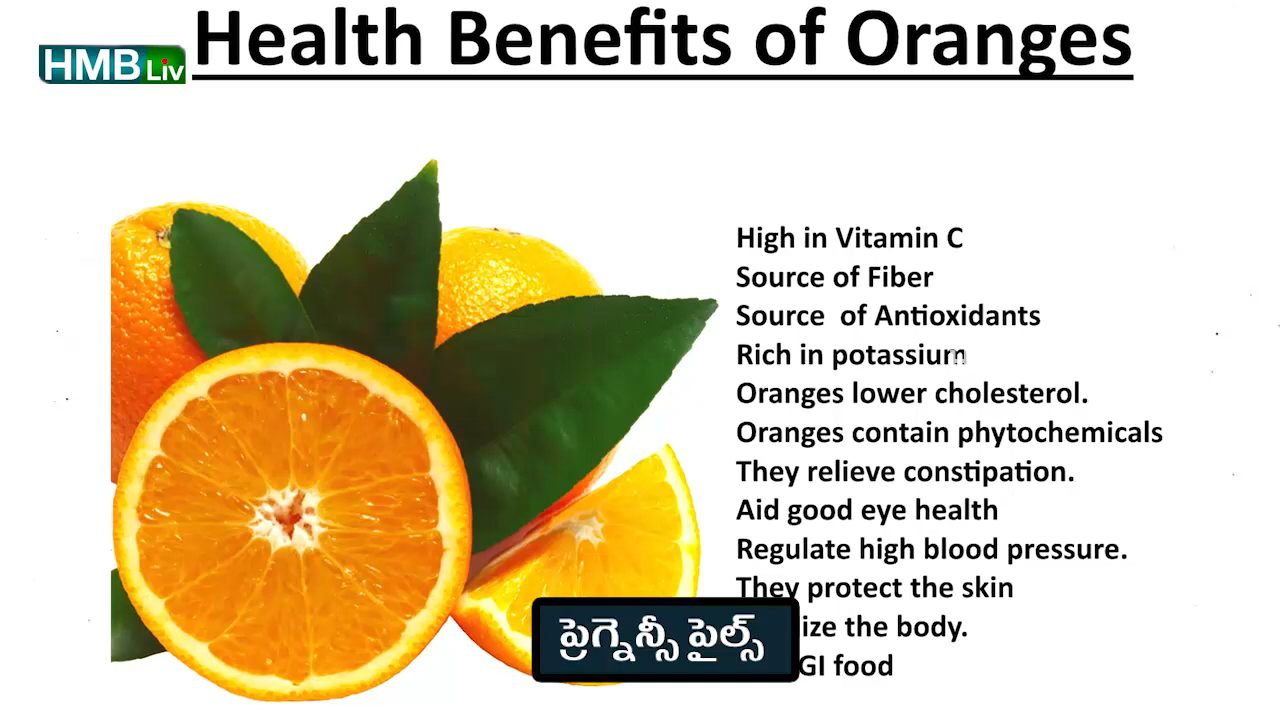 Health Benefits of Oranges
HMB Liv
High in Vitamin C
Source of Fiber
Source of Antioxidants
Rich in potassium
Oranges lower cholesterol.
Oranges contain phytochemicals
They relieve constipation.
Aid good eye health
Regulate high blood pressure.
They protect the skin
the body.
GI food
ప్రెగ్నెన్సీ పైల్స్